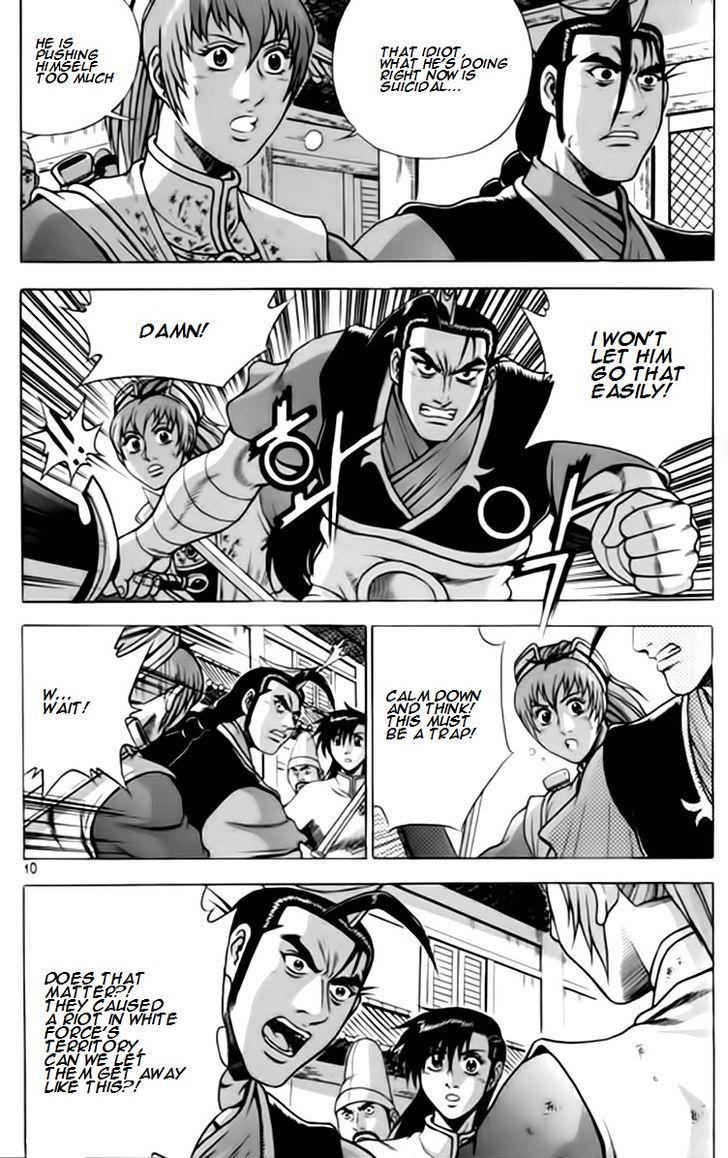 HE IS
PUSHING
HIMSELF
TOO MUCH
THAT IDIOT,
WHAT HE'S DOING
RIGHT NOW IS
SUICIDAL...
DAMN!
I WON'T
LET HIM
GO THAT
EASILY!
화
악
W...
WAIT!
CALM DOWN
AND THINK!
THIS MUST
BE A TRAP!
10
DOES THAT
MATTER?!
THEY CAUSED
A RIOT IN WHITE
FORCE'S
TERRITORY,
CAN WE LET
THEM GET AWAY
LIKE THIS?!